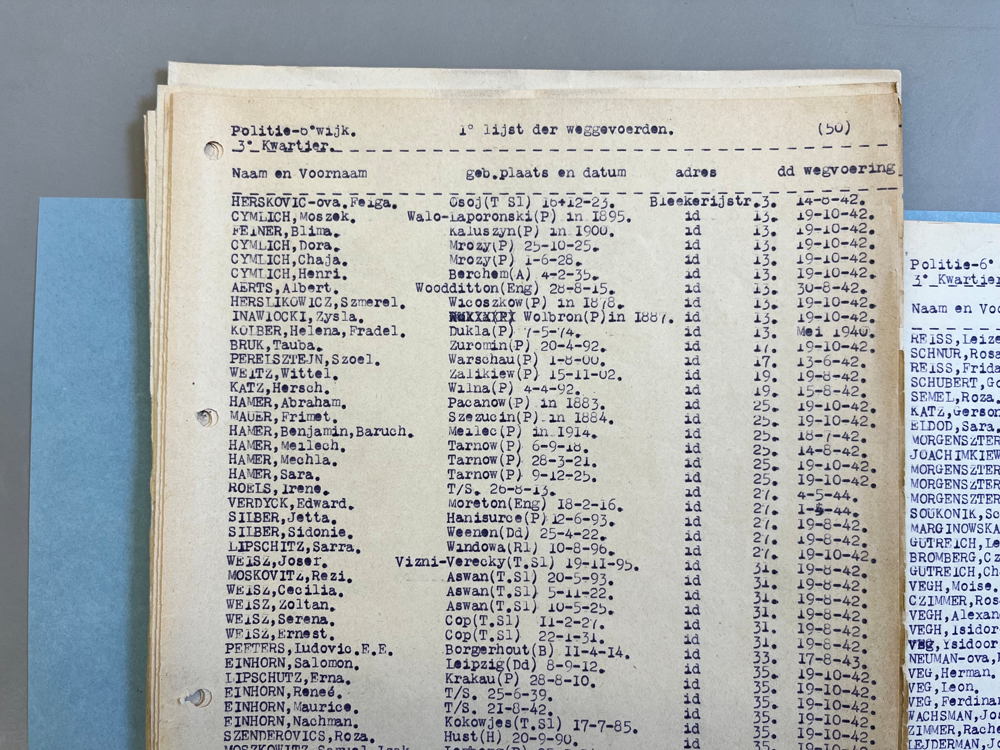 Politie-6°wijk. 1° lijst der weggevoerden. (50)
3° Kwartier.
Naam en Voornaam geb.plaats en datum adres dd wegvoering
HERSKOVIC-ova.Feiga. Osoj(T Sl) 16-12-23. Bleekerijstr.3. 14-8-42.
CYMLICH,Moszek. Walo-Laporonski(P) in 1895. id 13. 19-10-42.
FEINER,Blima. Kaluszyn(P) in 1900. id 13. 19-10-42.
CYMLICH,Dora. Mrozy(P) 25-10-25. id 13. 19-10-42.
CYMLICH,Chaja. Mrozy(P) 1-6-28. id 13. 19-10-42.
CYMLICH,Henri. Berchem(A) 4-2-35. id 13. 19-10-42.
AERTS,Albert. Woodditton(Eng) 28-8-15. id 13. 30-8-42.
HERSLIKOWICZ,Szmerel. Wicoszkow(P) in 1878. id 13. 19-10-42.
INAWLOCKI,Zysla. Wolbron(P)in 1887. id 13. 19-10-42.
KOLBER,Helena,Fradel. Dukla(P) 7-5-74. id 13. Mei 1940.
BRUK,Tauba. Zuromin(P) 20-4-92. id 17. 19-10-42.
PERELSZTEJN,Szoel. Warschau(P) 1-8-00. id 17. 13-6-42.
WEITZ,Wittel. Zalikiew(P) 15-11-02. id 19. 19-8-42.
KATZ,Hersch. Wilna(P) 4-4-92. id 19. 15-8-42.
HAMER,Abraham. Pacanow(P) in 1883. id 25. 19-10-42.
MAUER,Frimet. Szezucin(P) in 1884. id 25. 19-10-42.
HAMER,Benjamin,Baruch. Mellec(P) in 1914. id 25. 18-7-42.
HAMER,Mellech. Tarnow(P) 6-9-18. id 25. 14-8-42.
HAMER,Mechla. Tarnow(P) 28-3-21. id 25. 19-10-42.
HAMER,Sara. Tarnow(P) 9-12-25. id 25. 19-10-42.
ROELS,Irene. T/S. 26-8-13. id 27. 4-5-44.
VERDYCK,Edward. Moreton(Eng) 18-2-16. id 27. 1-5-44.
SILBER,Jetta. Hanisurce(P) 12-6-93. id 27. 19-8-42.
SILBER,Sidonie. Weenen(Dd) 25-4-22. id 27. 19-8-42.
LIPSCHITZ,Sarra. Windowa(Rl) 10-8-96. id 27. 19-10-42.
WEISZ,Joser. Vizni-Verecky(T.Sl) 19-11-95. id 31. 19-8-42.
MOSKOVITZ,Rezi. Aswan(T.Sl) 20-5-93. id 31. 19-8-42.
WEISZ,Cecilia. Aswan(T.Sl) 5-11-22. id 31. 19-8-42.
WEISZ,Zoltan. Aswan(T.Sl) 10-5-25. id 31. 19-8-42.
WEISZ,Serena. Cop(T.Sl) 11-2-27. id 31. 19-8-42.
WEISZ,Ernest. Cop(T.Sl) 22-1-31. id 31. 19-8-42.
PEETERS,Ludovic.E.E. Borgerhout(B) 11-4-14. id 33. 17-8-43.
EINHORN,Salomon. Leipzig(Dd) 8-9-12. id 35. 19-10-42.
LIPSCHUTZ,Erna. Krakau(P) 28-8-10. id 35. 19-10-42.
EINHORN,Reneé. T/S. 25-6-39. id 35. 19-10-42.
EINHORN,Maurice. T/S. 21-8-42. id 35. 19-10-42.
EINHORN,Nachman. Kokowjes(T.Sl) 17-7-85. id 35. 19-10-42.
SZENDEROVICS,Roza. Hust(H) 20-9-90. id 35. 19-10-42.
Politie-6°
3° Kwartier
Naam en Voo
REISS,Leize
SCHNUR,Rosa
REISS,Frida
SCHUBERT,Go
SEMEL,Roza.
KATZ,Gerson
ELDOD,Sara.
MORGENSZTER
JOACHIMKIEW
MORGENSZTER
MORGENSZTER
MORGENSZTER
SOUKONIK,Sc
MARGINOWSKA
GUTREICH,Le
BROMBERG,Cz
GUTREICH,Ch
VEGH,Moise.
CZIMMER,Ros
VEGH,Alexan
VEGH,Isidor
VEG,Ysidoor
NEUMAN-ova,
VEG,Herman.
VEG,Leon.
VEG,Ferdina
WACHSMAN,Jo
ZIMMER,Rache
LEJDERMAN,J